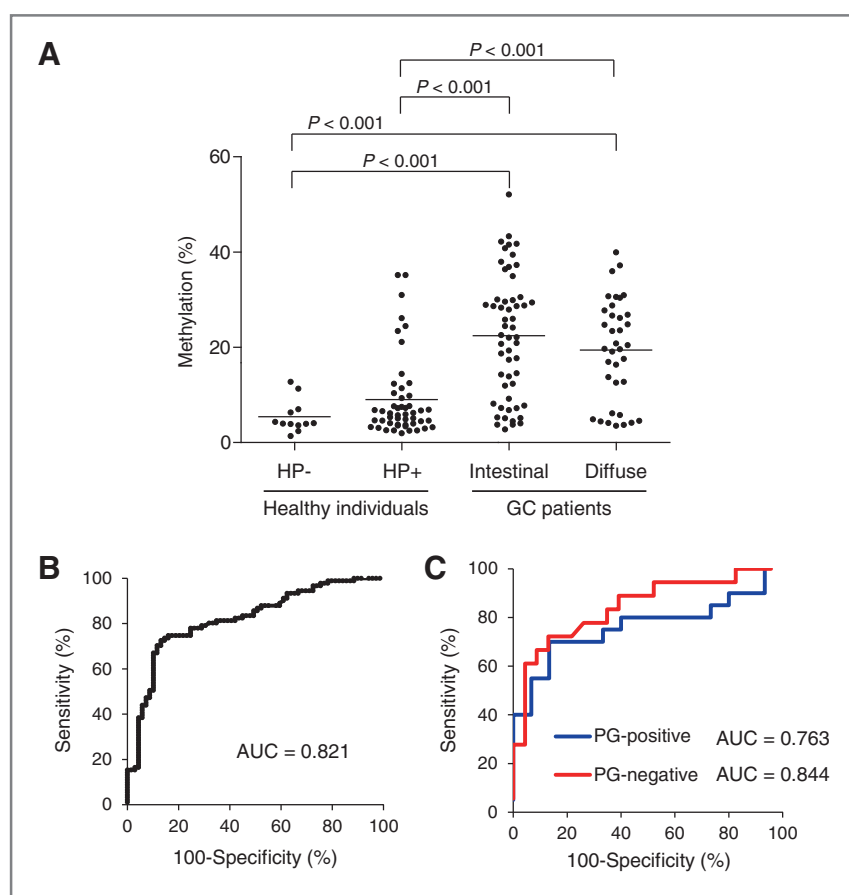 A
P < 0.001
P < 0.001
P < 0.001
P < 0.001
Methylation (%)
60
40
20
0
HP- HP+ Intestinal Diffuse
Healthy individuals GC patients
B
Sensitivity (%)
100
80
60
40
20
0
AUC = 0.821
0 20 40 60 80 100
100-Specificity (%)
C
Sensitivity (%)
100
80
60
40
20
0
PG-positive AUC = 0.763
PG-negative AUC = 0.844
0 20 40 60 80 100
100-Specificity (%)